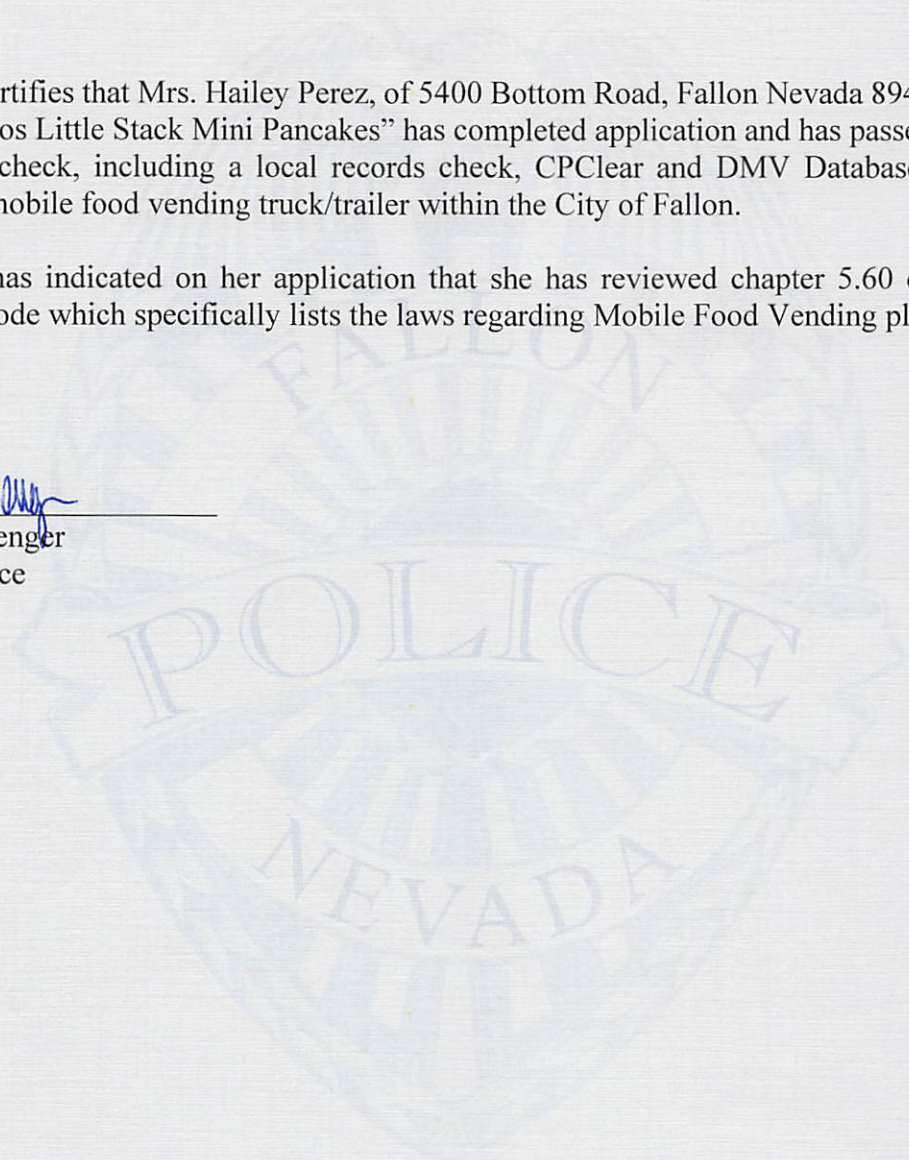 rtifies that Mrs. Hailey Perez, of 5400 Bottom Road, Fallon Nevada 894
os Little Stack Mini Pancakes” has completed application and has passe
check, including a local records check, CPClear and DMV Databas
mobile food vending truck/trailer within the City of Fallon.
has indicated on her application that she has reviewed chapter 5.60
ode which specifically lists the laws regarding Mobile Food Vending pl
FALLON
enger
ce
POLICE
NEVADA